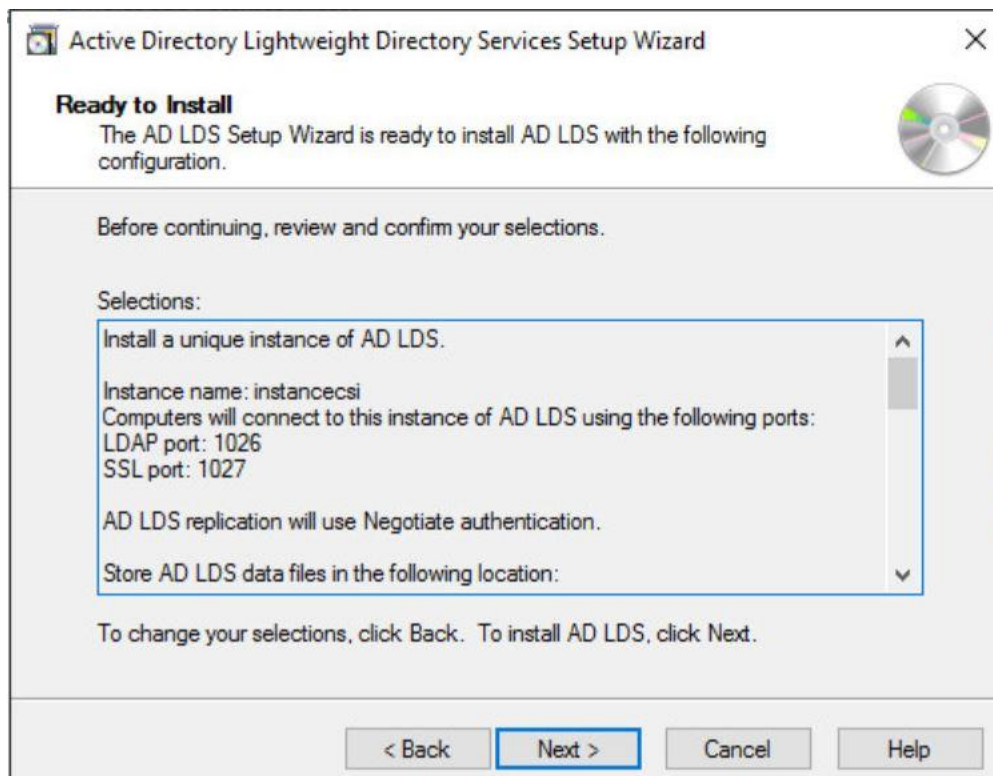 Active Directory Lightweight Directory Services Setup Wizard
Ready to Install
The AD LDS Setup Wizard is ready to install AD LDS with the following
configuration.
Before continuing, review and confirm your selections.
Selections:
Install a unique instance of AD LDS.
Instance name: instancecsi
Computers will connect to this instance of AD LDS using the following ports:
LDAP port: 1026
SSL port: 1027
AD LDS replication will use Negotiate authentication.
Store AD LDS data files in the following location:
To change your selections, click Back.  To install AD LDS, click Next.
< Back
Next >
Cancel
Help